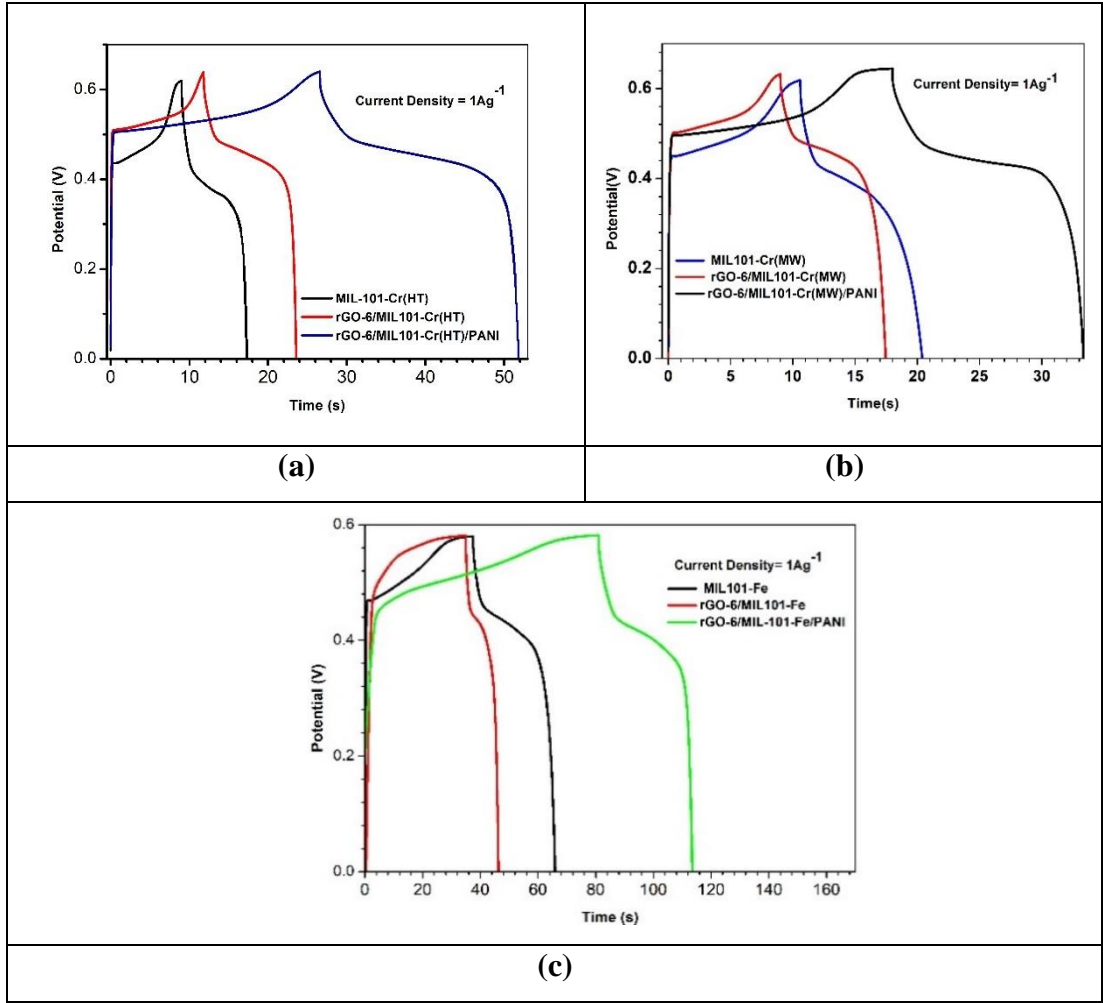 0.6
0.4
0.2
0.0
Potential (V)
Current Density = 1Ag⁻¹
MIL-101-Cr(HT)
rGO-6/MIL101-Cr(HT)
rGO-6/MIL101-Cr(HT)/PANI
0 10 20 30 40 50
Time (s)
(a)
0.6
0.4
0.2
0.0
Potential(V)
Current Density= 1Ag⁻¹
MIL101-Cr(MW)
rGO-6/MIL101-Cr(MW)
rGO-6/MIL101-Cr(MW)/PANI
0 5 10 15 20 25 30
Time(s)
(b)
0.6
0.4
0.2
0.0
Potential (V)
Current Density= 1Ag⁻¹
MIL101-Fe
rGO-6/MIL101-Fe
rGO-6/MIL-101-Fe/PANI
0 20 40 60 80 100 120 140 160
Time (s)
(c)